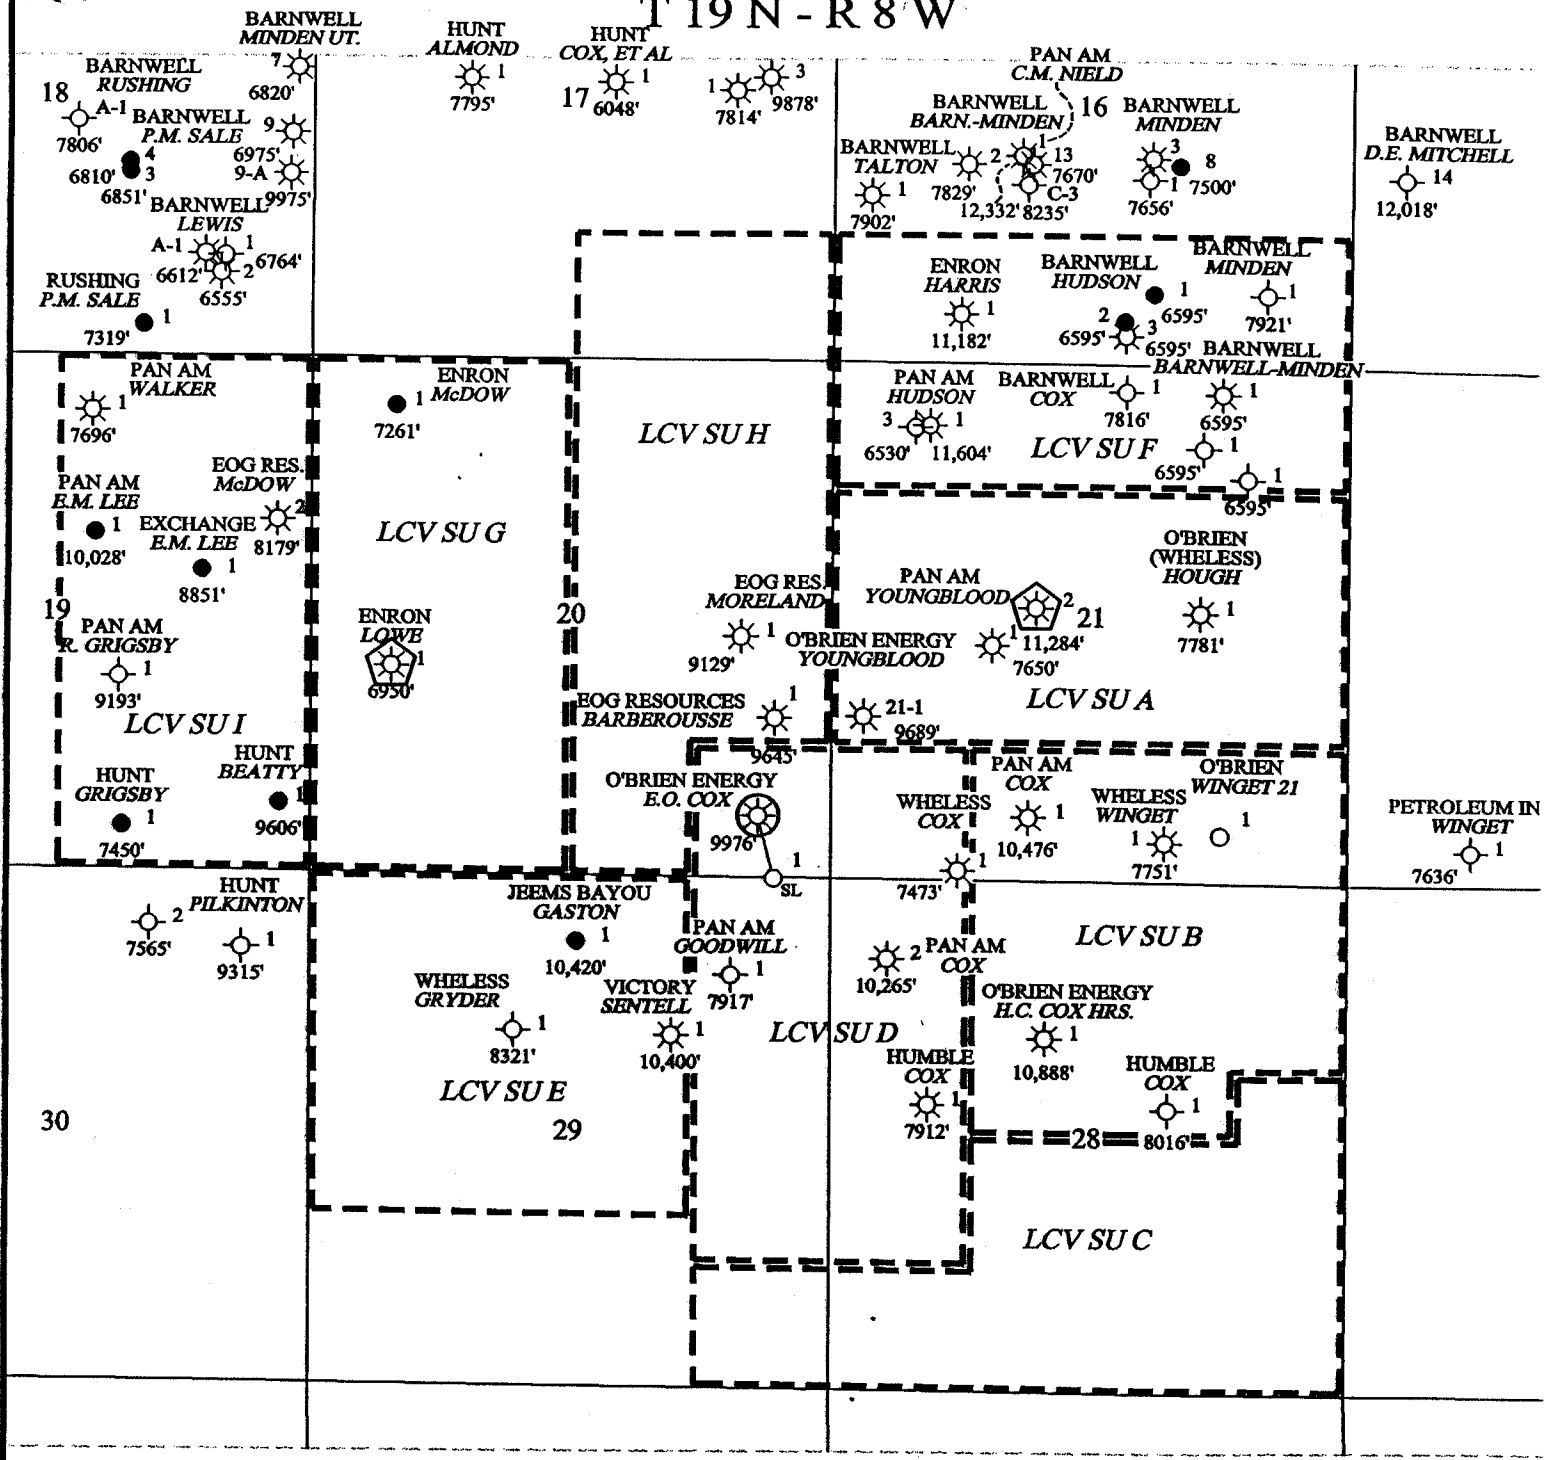 T 19 N - R 8 W
BARNWELL
MINDEN UT.
7
6820'
HUNT
ALMOND
1
7795'
HUNT
COX, ET AL
17
1
6048'
1
7814'
3
9878'
PAN AM
C.M. NIELD
16
BARNWELL
RUSHING
18
A-1
7806'
BARNWELL
P.M. SALE
4
3
6810'
6851'
9
6975'
9-A
9975'
BARNWELL
LEWIS
A-1
1
6764'
6612'
2
6555'
RUSHING
P.M. SALE
1
7319'
BARNWELL
BARN.-MINDEN
1
13
7670'
BARNWELL
TALTON
2
7829'
1
7902'
12,332'
C-3
8235'
BARNWELL
MINDEN
3
8
7500'
1
7656'
BARNWELL
D.E. MITCHELL
14
12,018'
ENRON
HARRIS
1
11,182'
BARNWELL
HUDSON
1
6595'
2
6595'
3
6595'
BARNWELL
MINDEN
1
7921'
BARNWELL
BARNWELL-MINDEN
1
6595'
PAN AM
HUDSON
3
1
6530'
11,604'
BARNWELL
COX
1
7816'
LCV SU F
1
6595'
1
6595'
PAN AM
WALKER
1
7696'
ENRON
McDOW
1
7261'
LCV SU H
EOG RES.
McDOW
2
8179'
PAN AM
E.M. LEE
1
10,028'
EXCHANGE
E.M. LEE
1
8851'
LCV SU G
19
PAN AM
R. GRIGSBY
1
9193'
LCV SU I
ENRON
LOWE
1
6950'
20
EOG RES.
MORELAND
1
9129'
O'BRIEN ENERGY
YOUNGBLOOD
21-1
9689'
PAN AM
YOUNGBLOOD
2
11,284'
1
7650'
21
O'BRIEN
(WHELESS)
HOUGH
1
7781'
LCV SU A
EOG RESOURCES
BARBEROUSSE
1
9645'
HUNT
BEATTY
1
9606'
HUNT
GRIGSBY
1
7450'
O'BRIEN ENERGY
E.O. COX
9976'
1
SL
WHELESS
COX
1
7473'
PAN AM
COX
1
10,476'
WHELESS
WINGET
1
7751'
O'BRIEN
WINGET 21
1
PETROLEUM IN
WINGET
1
7636'
HUNT
PILKINTON
2
7565'
1
9315'
JEEMS BAYOU
GASTON
1
10,420'
WHELESS
GRYDER
1
8321'
VICTORY
SENTELL
1
10,400'
PAN AM
GOODWILL
1
7917'
2
10,265'
PAN AM
COX
LCV SU B
O'BRIEN ENERGY
H.C. COX HRS.
1
10,888'
LCV SU D
HUMBLE
COX
1
7912'
HUMBLE
COX
1
8016'
LCV SU E
30
29
28
LCV SU C